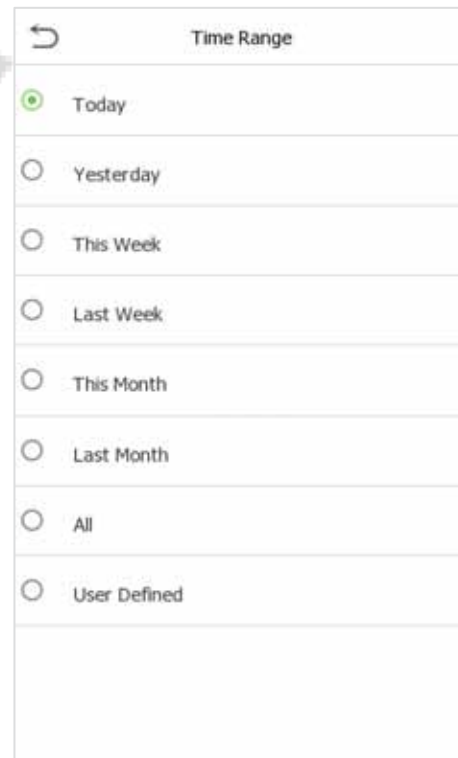 Time Range
Today
Yesterday
This Week
Last Week
This Month
Last Month
All
User Defined